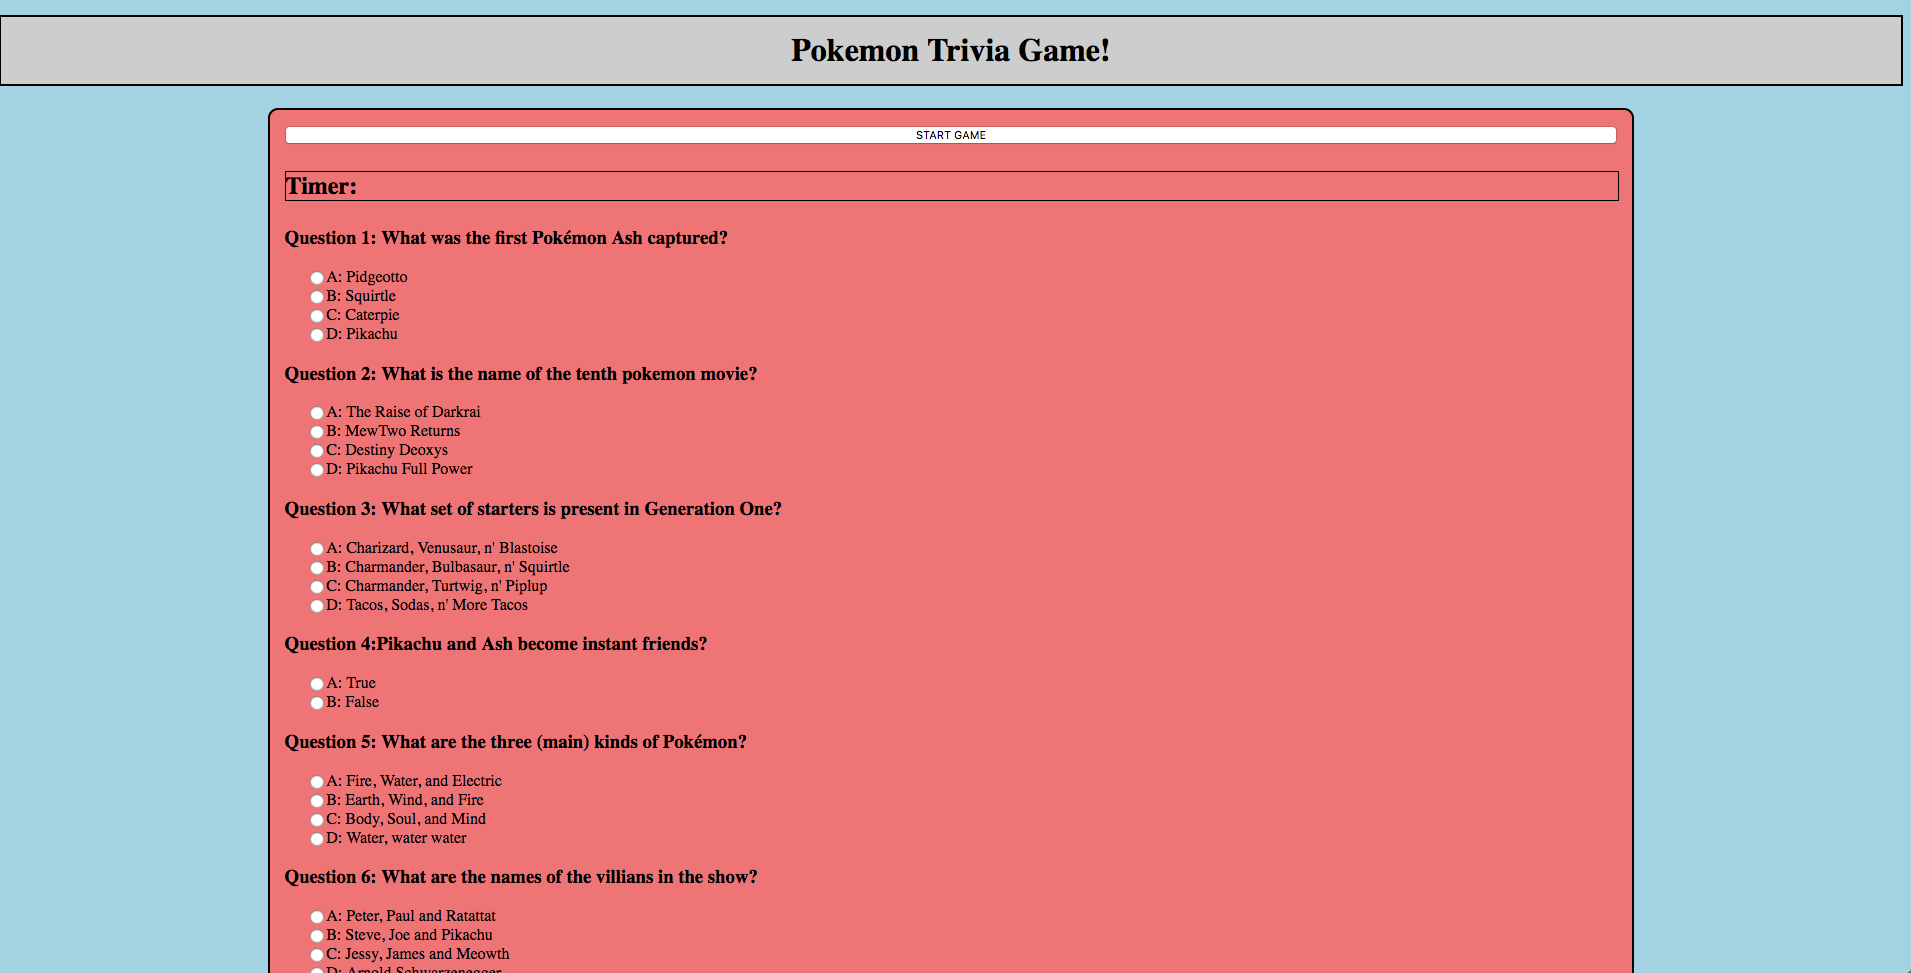 Pokemon Trivia Game!
START GAME
Timer:
Question 1: What was the first Pokémon Ash captured?
A: Pidgeotto
B: Squirtle
C: Caterpie
D: Pikachu
Question 2: What is the name of the tenth pokemon movie?
A: The Raise of Darkrai
B: MewTwo Returns
C: Destiny Deoxys
D: Pikachu Full Power
Question 3: What set of starters is present in Generation One?
A: Charizard, Venusaur, n' Blastoise
B: Charmander, Bulbasaur, n' Squirtle
C: Charmander, Turtwig, n' Piplup
D: Tacos, Sodas, n' More Tacos
Question 4:Pikachu and Ash become instant friends?
A: True
B: False
Question 5: What are the three (main) kinds of Pokémon?
A: Fire, Water, and Electric
B: Earth, Wind, and Fire
C: Body, Soul, and Mind
D: Water, water water
Question 6: What are the names of the villians in the show?
A: Peter, Paul and Ratattat
B: Steve, Joe and Pikachu
C: Jessy, James and Meowth
D: Arnold Schwarzenegger